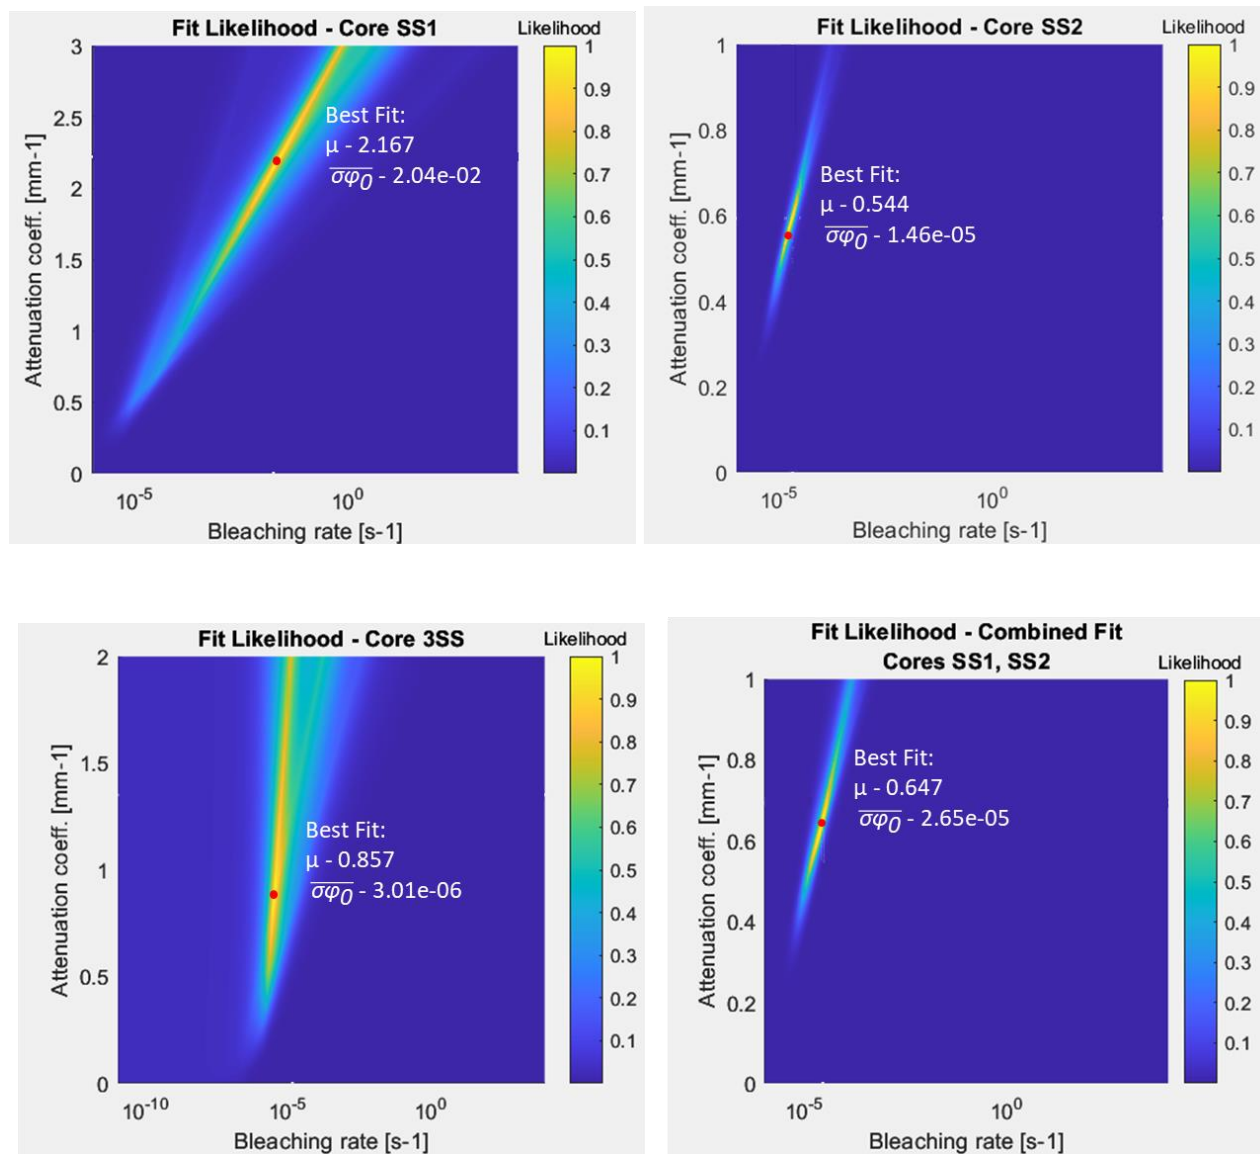 Fit Likelihood - Core SS1
Likelihood
3
2.5
2
1.5
1
0.5
0
Attenuation coeff. [mm-1]
Best Fit:
μ - 2.167
σφ0 - 2.04e-02
1
0.9
0.8
0.7
0.6
0.5
0.4
0.3
0.2
0.1
10-5
100
Bleaching rate [s-1]
Fit Likelihood - Core SS2
Likelihood
1
0.8
0.6
0.4
0.2
0
Attenuation coeff. [mm-1]
Best Fit:
μ - 0.544
σφ0 - 1.46e-05
1
0.9
0.8
0.7
0.6
0.5
0.4
0.3
0.2
0.1
10-5
100
Bleaching rate [s-1]
Fit Likelihood - Core 3SS
Likelihood
2
1.5
1
0.5
0
Attenuation coeff. [mm-1]
Best Fit:
μ - 0.857
σφ0 - 3.01e-06
1
0.9
0.8
0.7
0.6
0.5
0.4
0.3
0.2
0.1
10-10
10-5
100
Bleaching rate [s-1]
Fit Likelihood - Combined Fit
Cores SS1, SS2
Likelihood
1
0.8
0.6
0.4
0.2
0
Attenuation coeff. [mm-1]
Best Fit:
μ - 0.647
σφ0 - 2.65e-05
1
0.9
0.8
0.7
0.6
0.5
0.4
0.3
0.2
0.1
10-5
100
Bleaching rate [s-1]